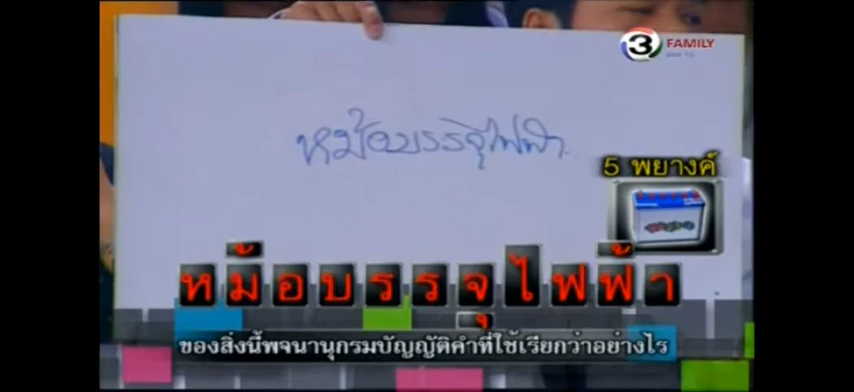 3 FAMILY
หม้อบรรจุไฟฟ้า
5 พยางค์
หม้อบรรจุไฟฟ้า
ของสิ่งนี้พจนานุกรมบัญญัติคำที่ใช้เรียกว่าอย่างไร